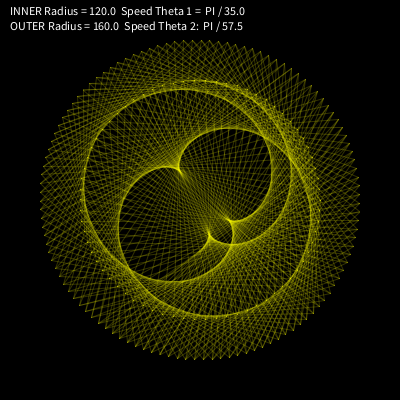 INNER Radius = 120.0  Speed Theta 1 =  PI / 35.0
OUTER Radius = 160.0  Speed Theta 2:  PI / 57.5